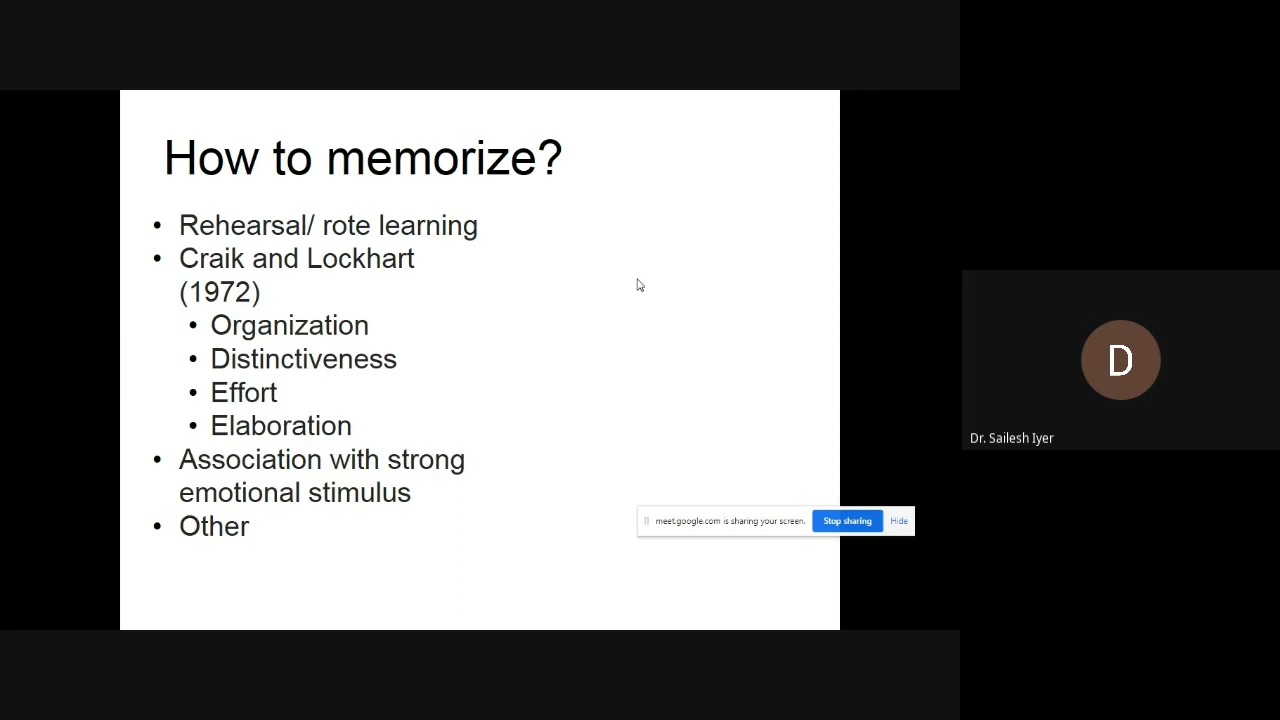 How to memorize?
• Rehearsal/ rote learning
• Craik and Lockhart
(1972)
• Organization
• Distinctiveness
• Effort
• Elaboration
• Association with strong
emotional stimulus
• Other
meet.google.com is sharing your screen. Stop sharing Hide
D
Dr. Sailesh Iyer